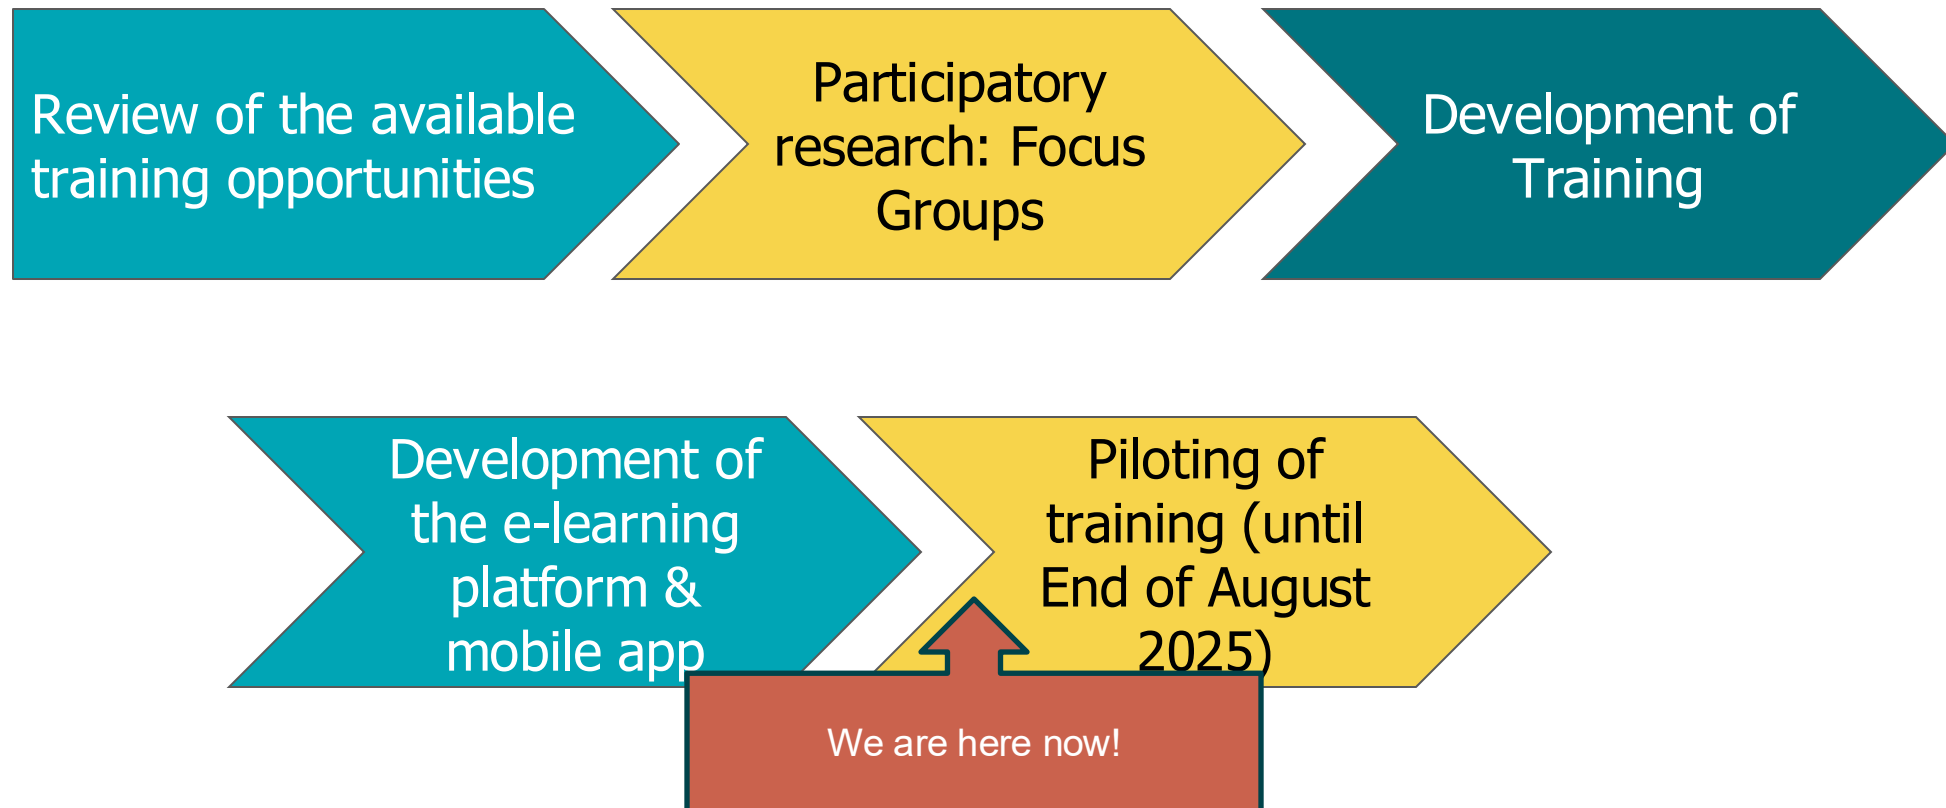 Review of the available
training opportunities
Participatory
research: Focus
Groups
Development of
Training
Development of
the e-learning
platform &
mobile app
Piloting of
training (until
End of August
2025)
We are here now!